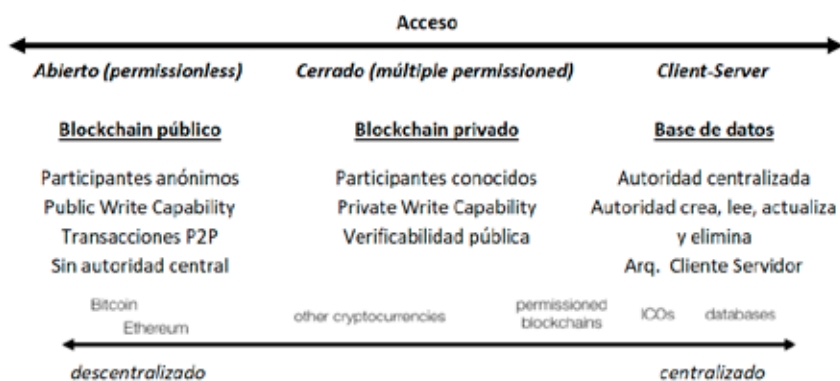 Acceso
Abierto (permissionless) Cerrado (múltiple permissioned) Client-Server
Blockchain público Blockchain privado Base de datos
Participantes anónimos Participantes conocidos Autoridad centralizada
Public Write Capability Private Write Capability Autoridad crea, lee, actualiza
Transacciones P2P Verificabilidad pública y elimina
Sin autoridad central Arq. Cliente Servidor
Bitcoin permissioned
Ethereum other cryptocurrencies blockchains ICOs databases
descentralizado centralizado